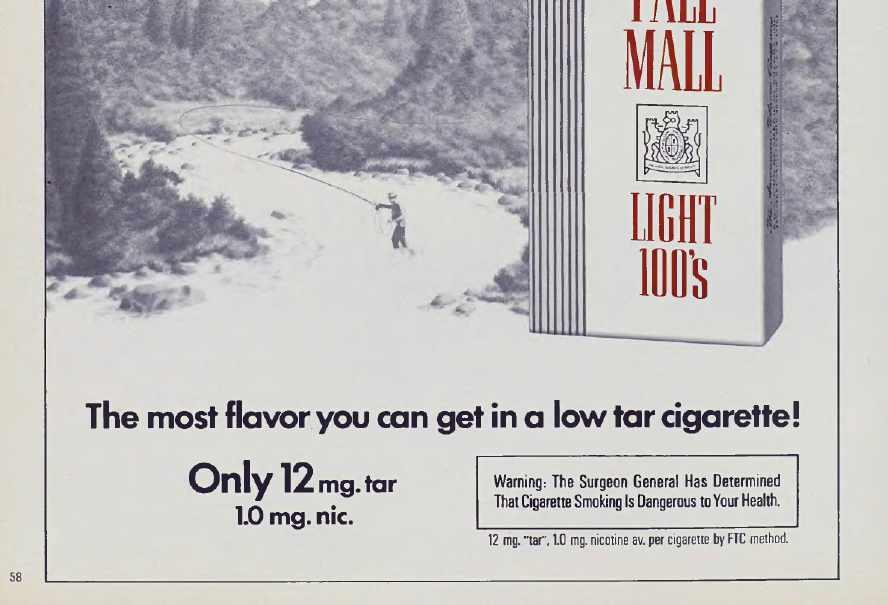 PALL
MALL
LIGHT
100's
The most flavor you can get in a low tar cigarette!
Only 12 mg. tar
1.0 mg. nic.
Warning: The Surgeon General Has Determined
That Cigarette Smoking Is Dangerous to Your Health.
12 mg. "tar", 1.0 mg. nicotine av. per cigarette by FTC method.
58